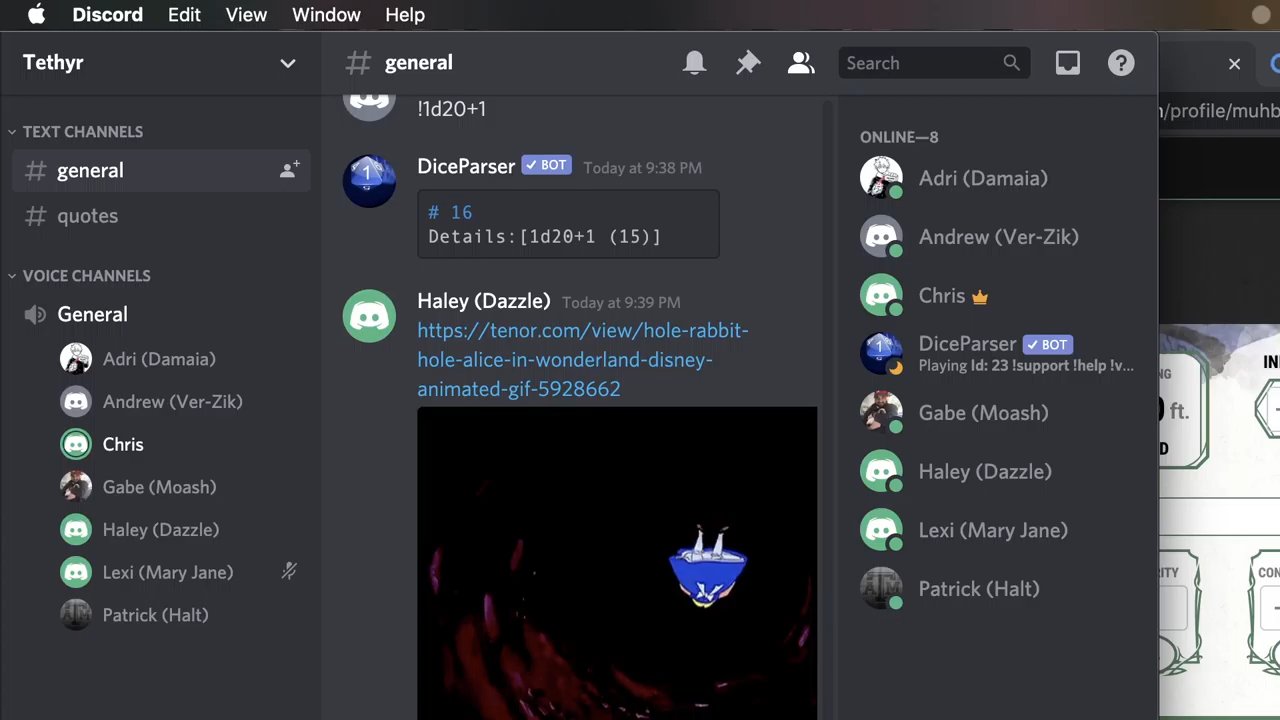 Discord Edit View Window Help
Tethyr
general
Search
TEXT CHANNELS
general
quotes
VOICE CHANNELS
General
Adri (Damaia)
Andrew (Ver-Zik)
Chris
Gabe (Moash)
Haley (Dazzle)
Lexi (Mary Jane)
Patrick (Halt)
!1d20+1
DiceParser ✓ BOT Today at 9:38 PM
# 16
Details:[1d20+1 (15)]
Haley (Dazzle) Today at 9:39 PM
https://tenor.com/view/hole-rabbit-
hole-alice-in-wonderland-disney-
animated-gif-5928662
ONLINE—8
Adri (Damaia)
Andrew (Ver-Zik)
Chris
DiceParser ✓ BOT
Playing Id: 23 !support !help !v...
Gabe (Moash)
Haley (Dazzle)
Lexi (Mary Jane)
Patrick (Halt)
/profile/muhb
ft.